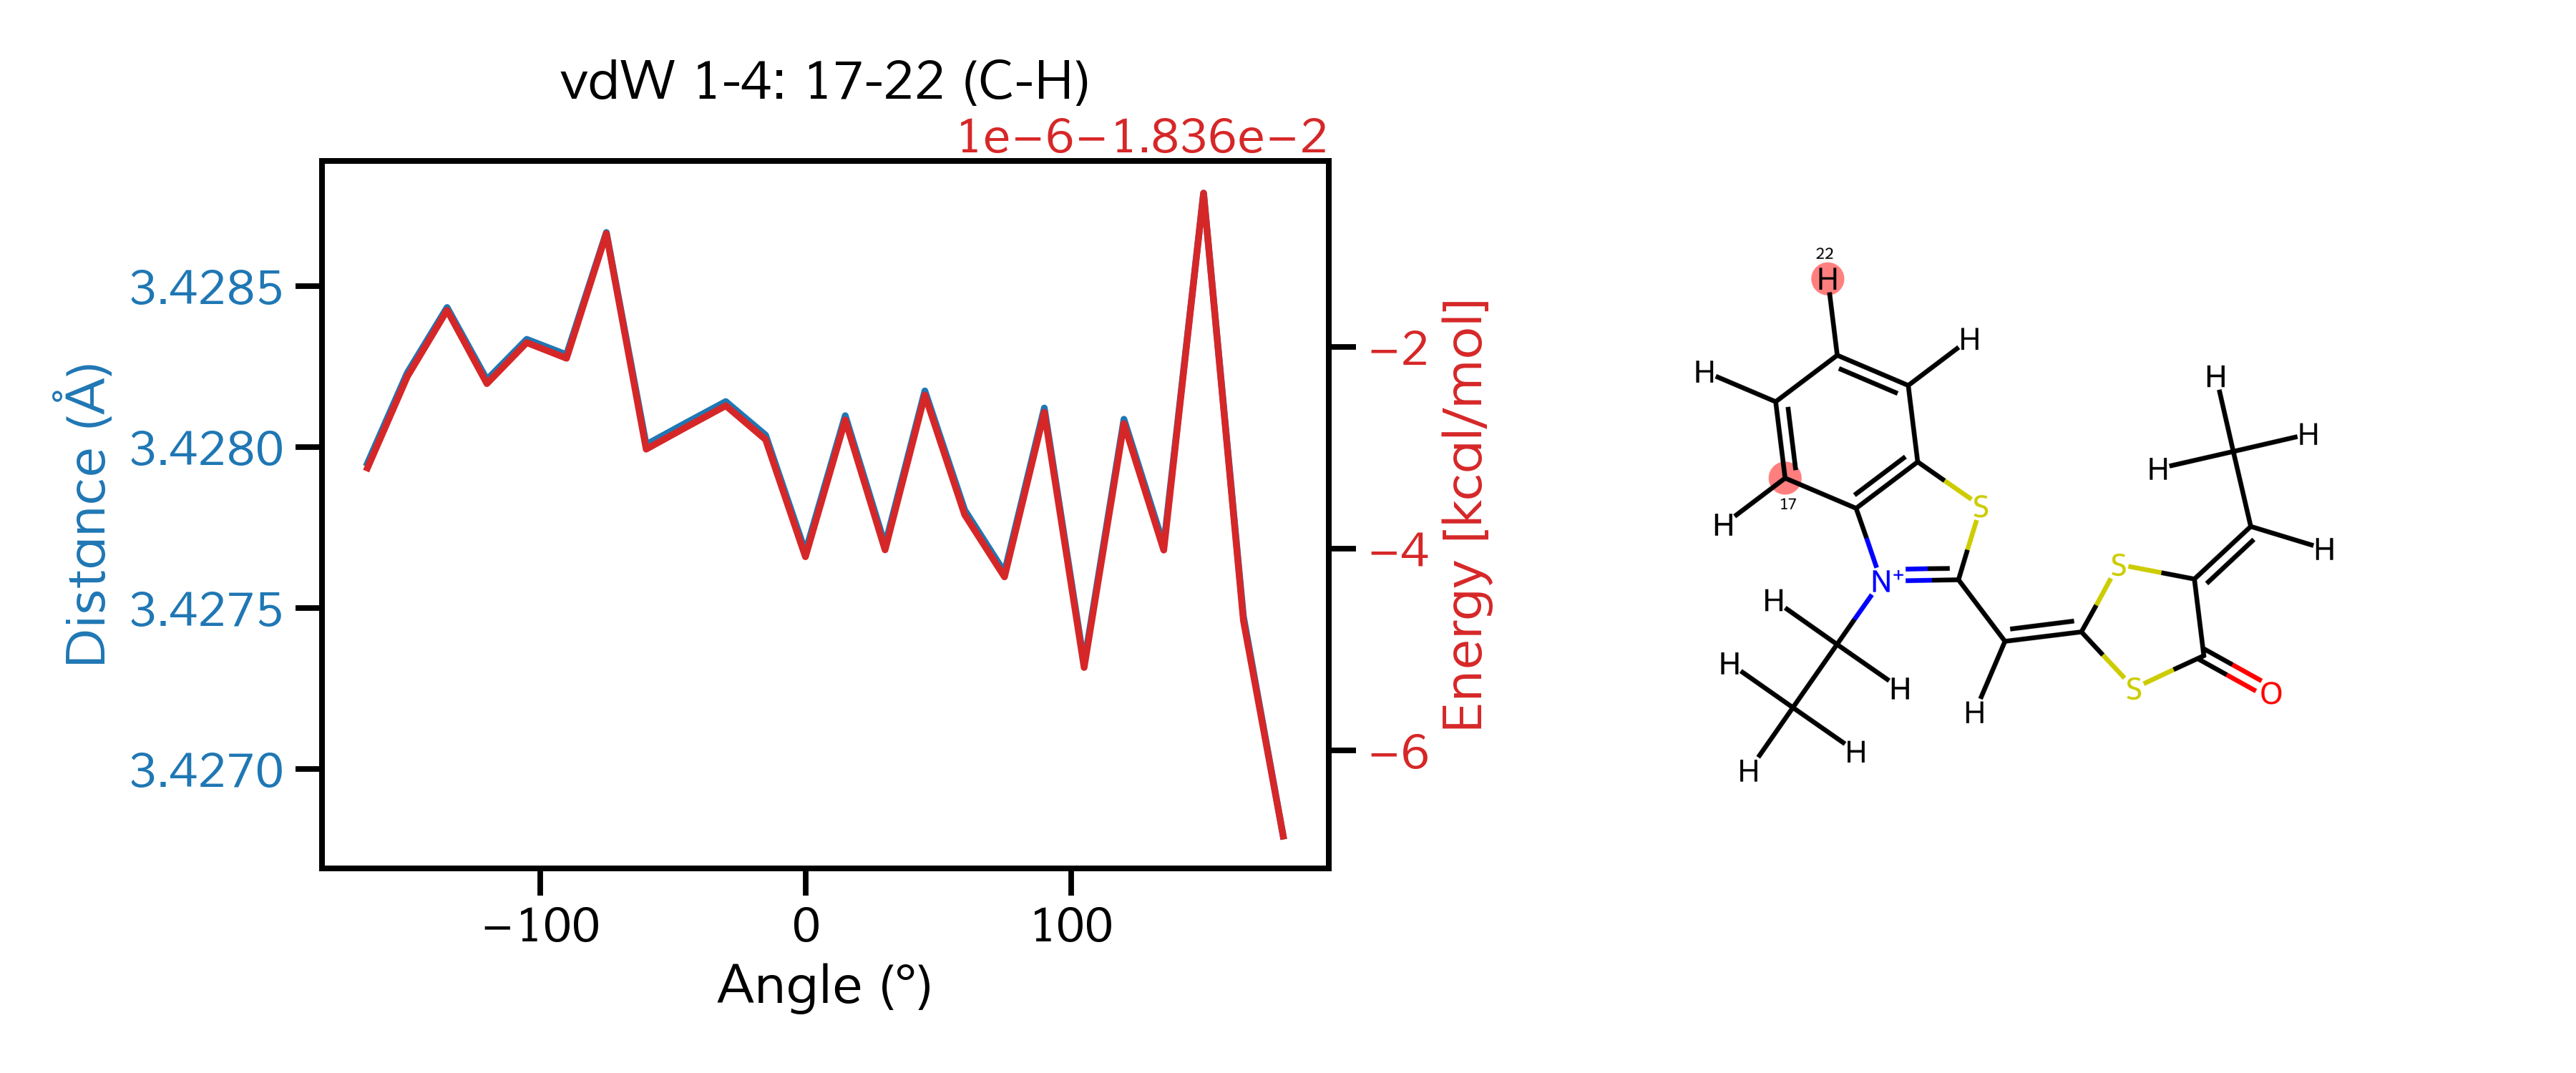 vdW 1-4: 17-22 (C-H)
1e−6−1.836e−2
Distance (Å)
3.4285
3.4280
3.4275
3.4270
−100
0
100
Angle (°)
−2
−4
−6
Energy [kcal/mol]
22
H
H
H
H
H
H
17
S
H
H
S
N+
H
H
H
S
O
H
H
H